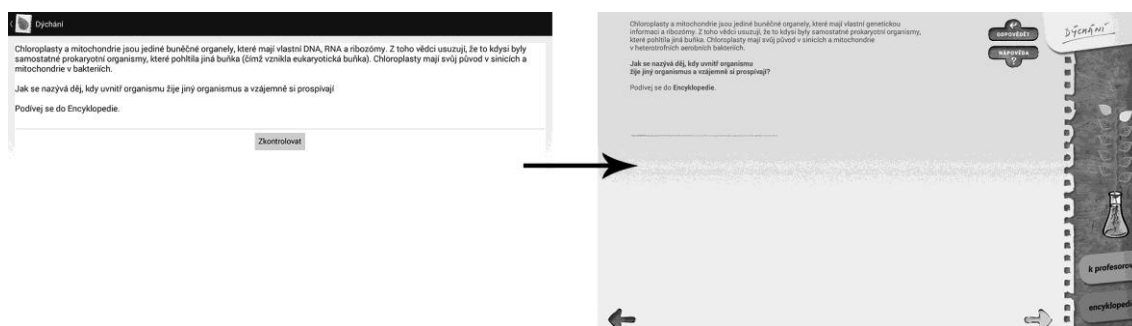 Dýchání
Chloroplasty a mitochondrie jsou jediné buněčné organely, které mají vlastní DNA, RNA a ribozómy. Z toho vědci usuzují, že to kdysi byly
samostatné prokaryotní organismy, které pohltila jiná buňka (čímž vznikla eukaryotická buňka). Chloroplasty mají svůj původ v sinicích a
mitochondrie v bakteriích.
Jak se nazývá děj, kdy uvnitř organismu žije jiný organismus a vzájemně si prospívají
Podívej se do Encyklopedie.
Zkontrolovat
Chloroplasty a mitochondrie jsou jediné buněčné organely, které mají vlastní genetickou
informaci a ribozómy. Z toho vědci usuzují, že to kdysi byly samostatné prokaryotní organismy,
které pohltila jiná buňka. Chloroplasty mají svůj původ v sinicích a mitochondrie
v heterotrofních aerobních bakteriích.
Jak se nazývá děj, kdy uvnitř organismu
žije jiný organismus a vzájemně si prospívají?
Podívej se do Encyklopedie.
ODPOVĚDĚT
NÁPOVĚDA
?
DÝCHÁNÍ
k profesorov
encyklopedi